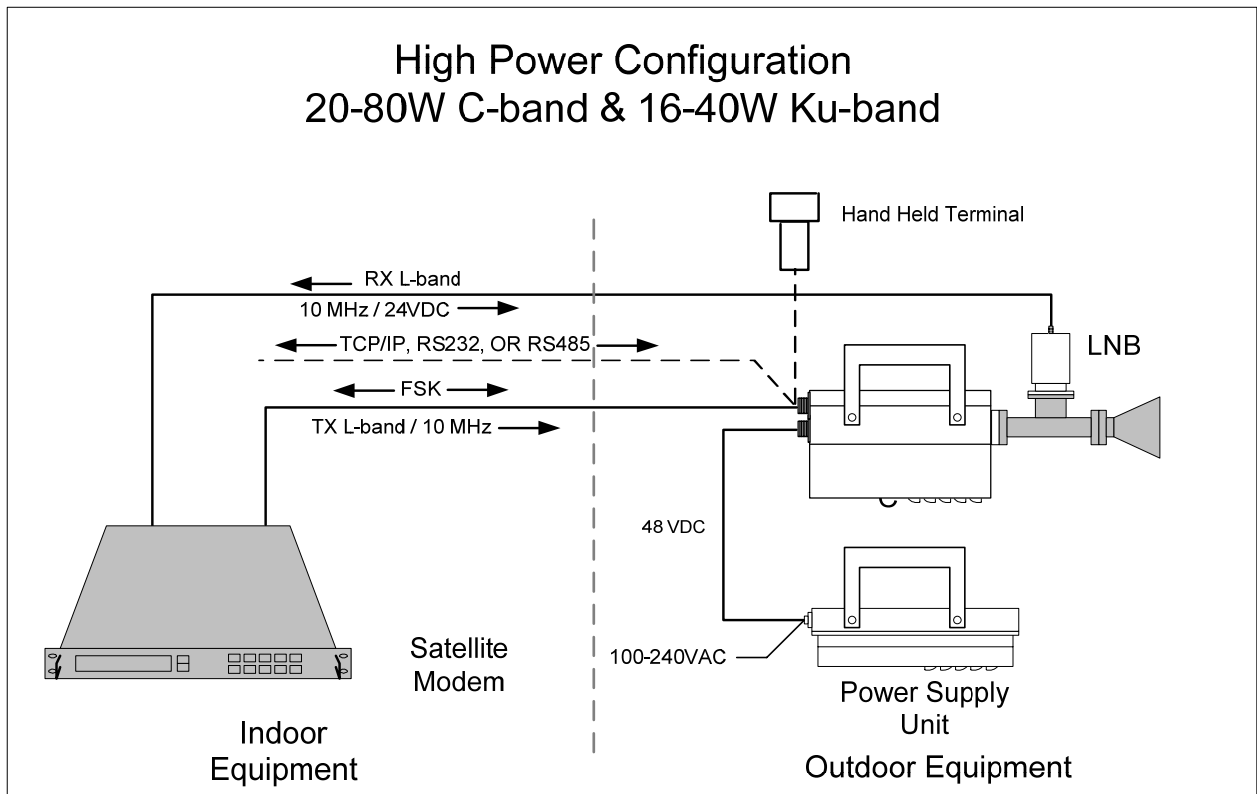 High Power Configuration
20-80W C-band & 16-40W Ku-band
Hand Held Terminal
RX L-band
10 MHz / 24VDC
TCP/IP, RS232, OR RS485
LNB
FSK
TX L-band / 10 MHz
48 VDC
Satellite
Modem
100-240VAC
Power Supply
Unit
Indoor
Equipment
Outdoor Equipment